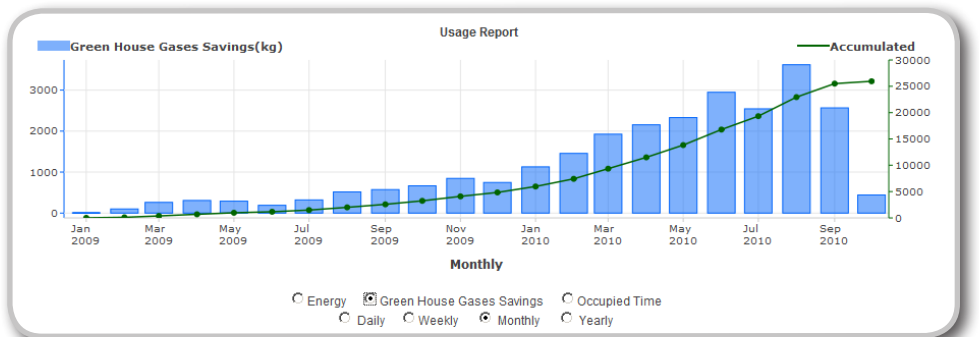 Usage Report
Green House Gases Savings(kg)
Accumulated
3000
2000
1000
0
30000
25000
20000
15000
10000
5000
0
Jan 2009
Mar 2009
May 2009
Jul 2009
Sep 2009
Nov 2009
Jan 2010
Mar 2010
May 2010
Jul 2010
Sep 2010
Monthly
Energy Green House Gases Savings Occupied Time
Daily Weekly Monthly Yearly